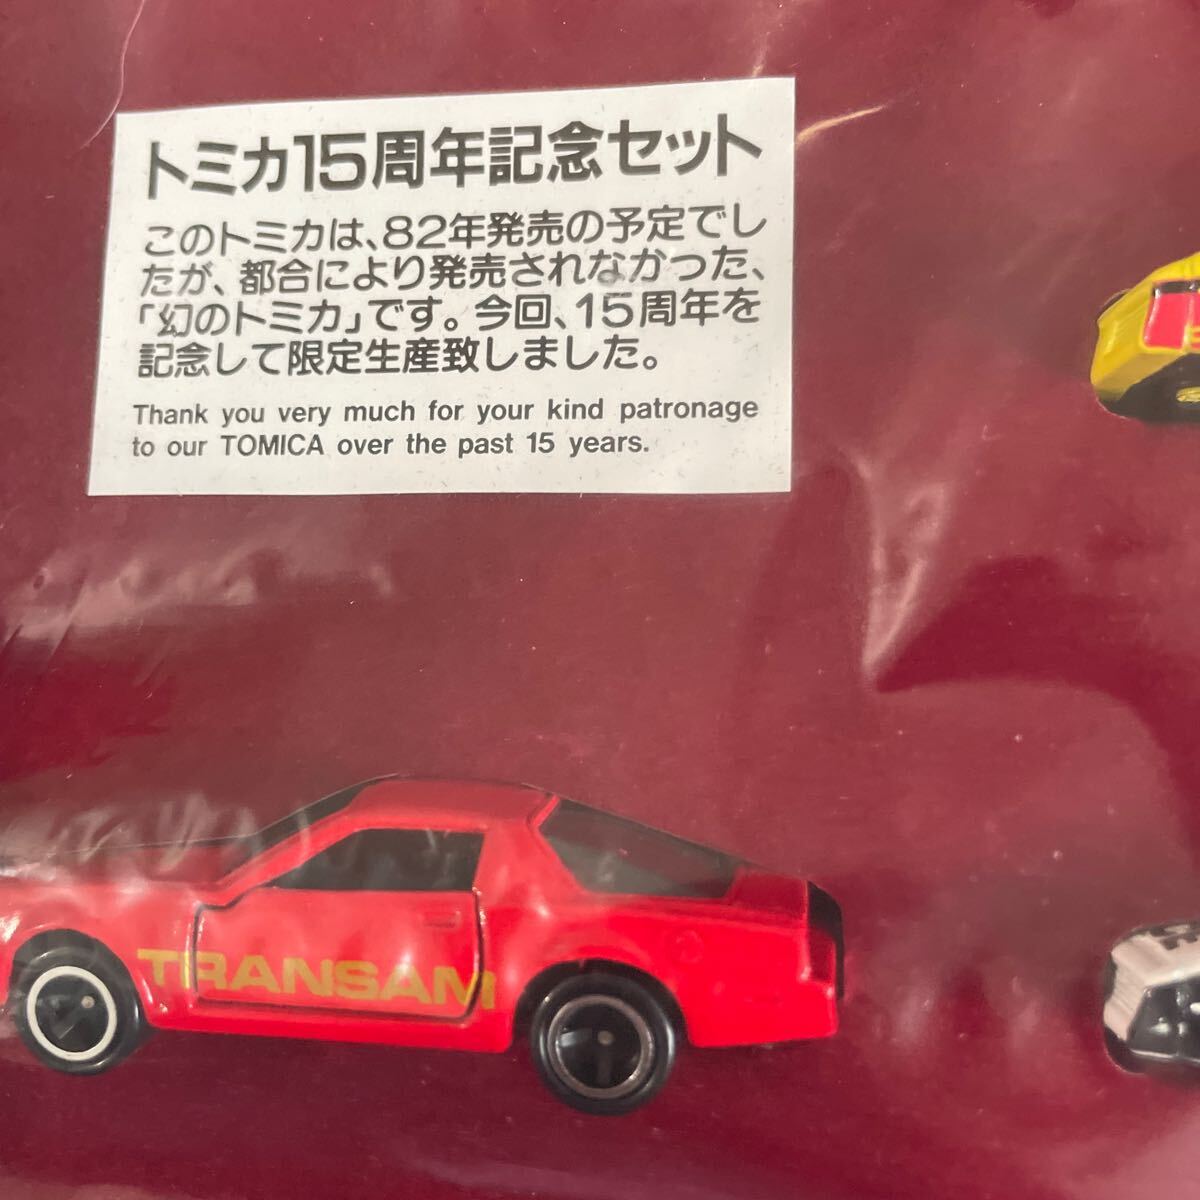 トミカ15周年記念セット
このトミカは、82年発売の予定でし
たが、都合により発売されなかった、
「幻のトミカ」です。今回、15周年を
記念して限定生産致しました。
Thank you very much for your kind patronage
to our TOMICA over the past 15 years.
TRANSAM